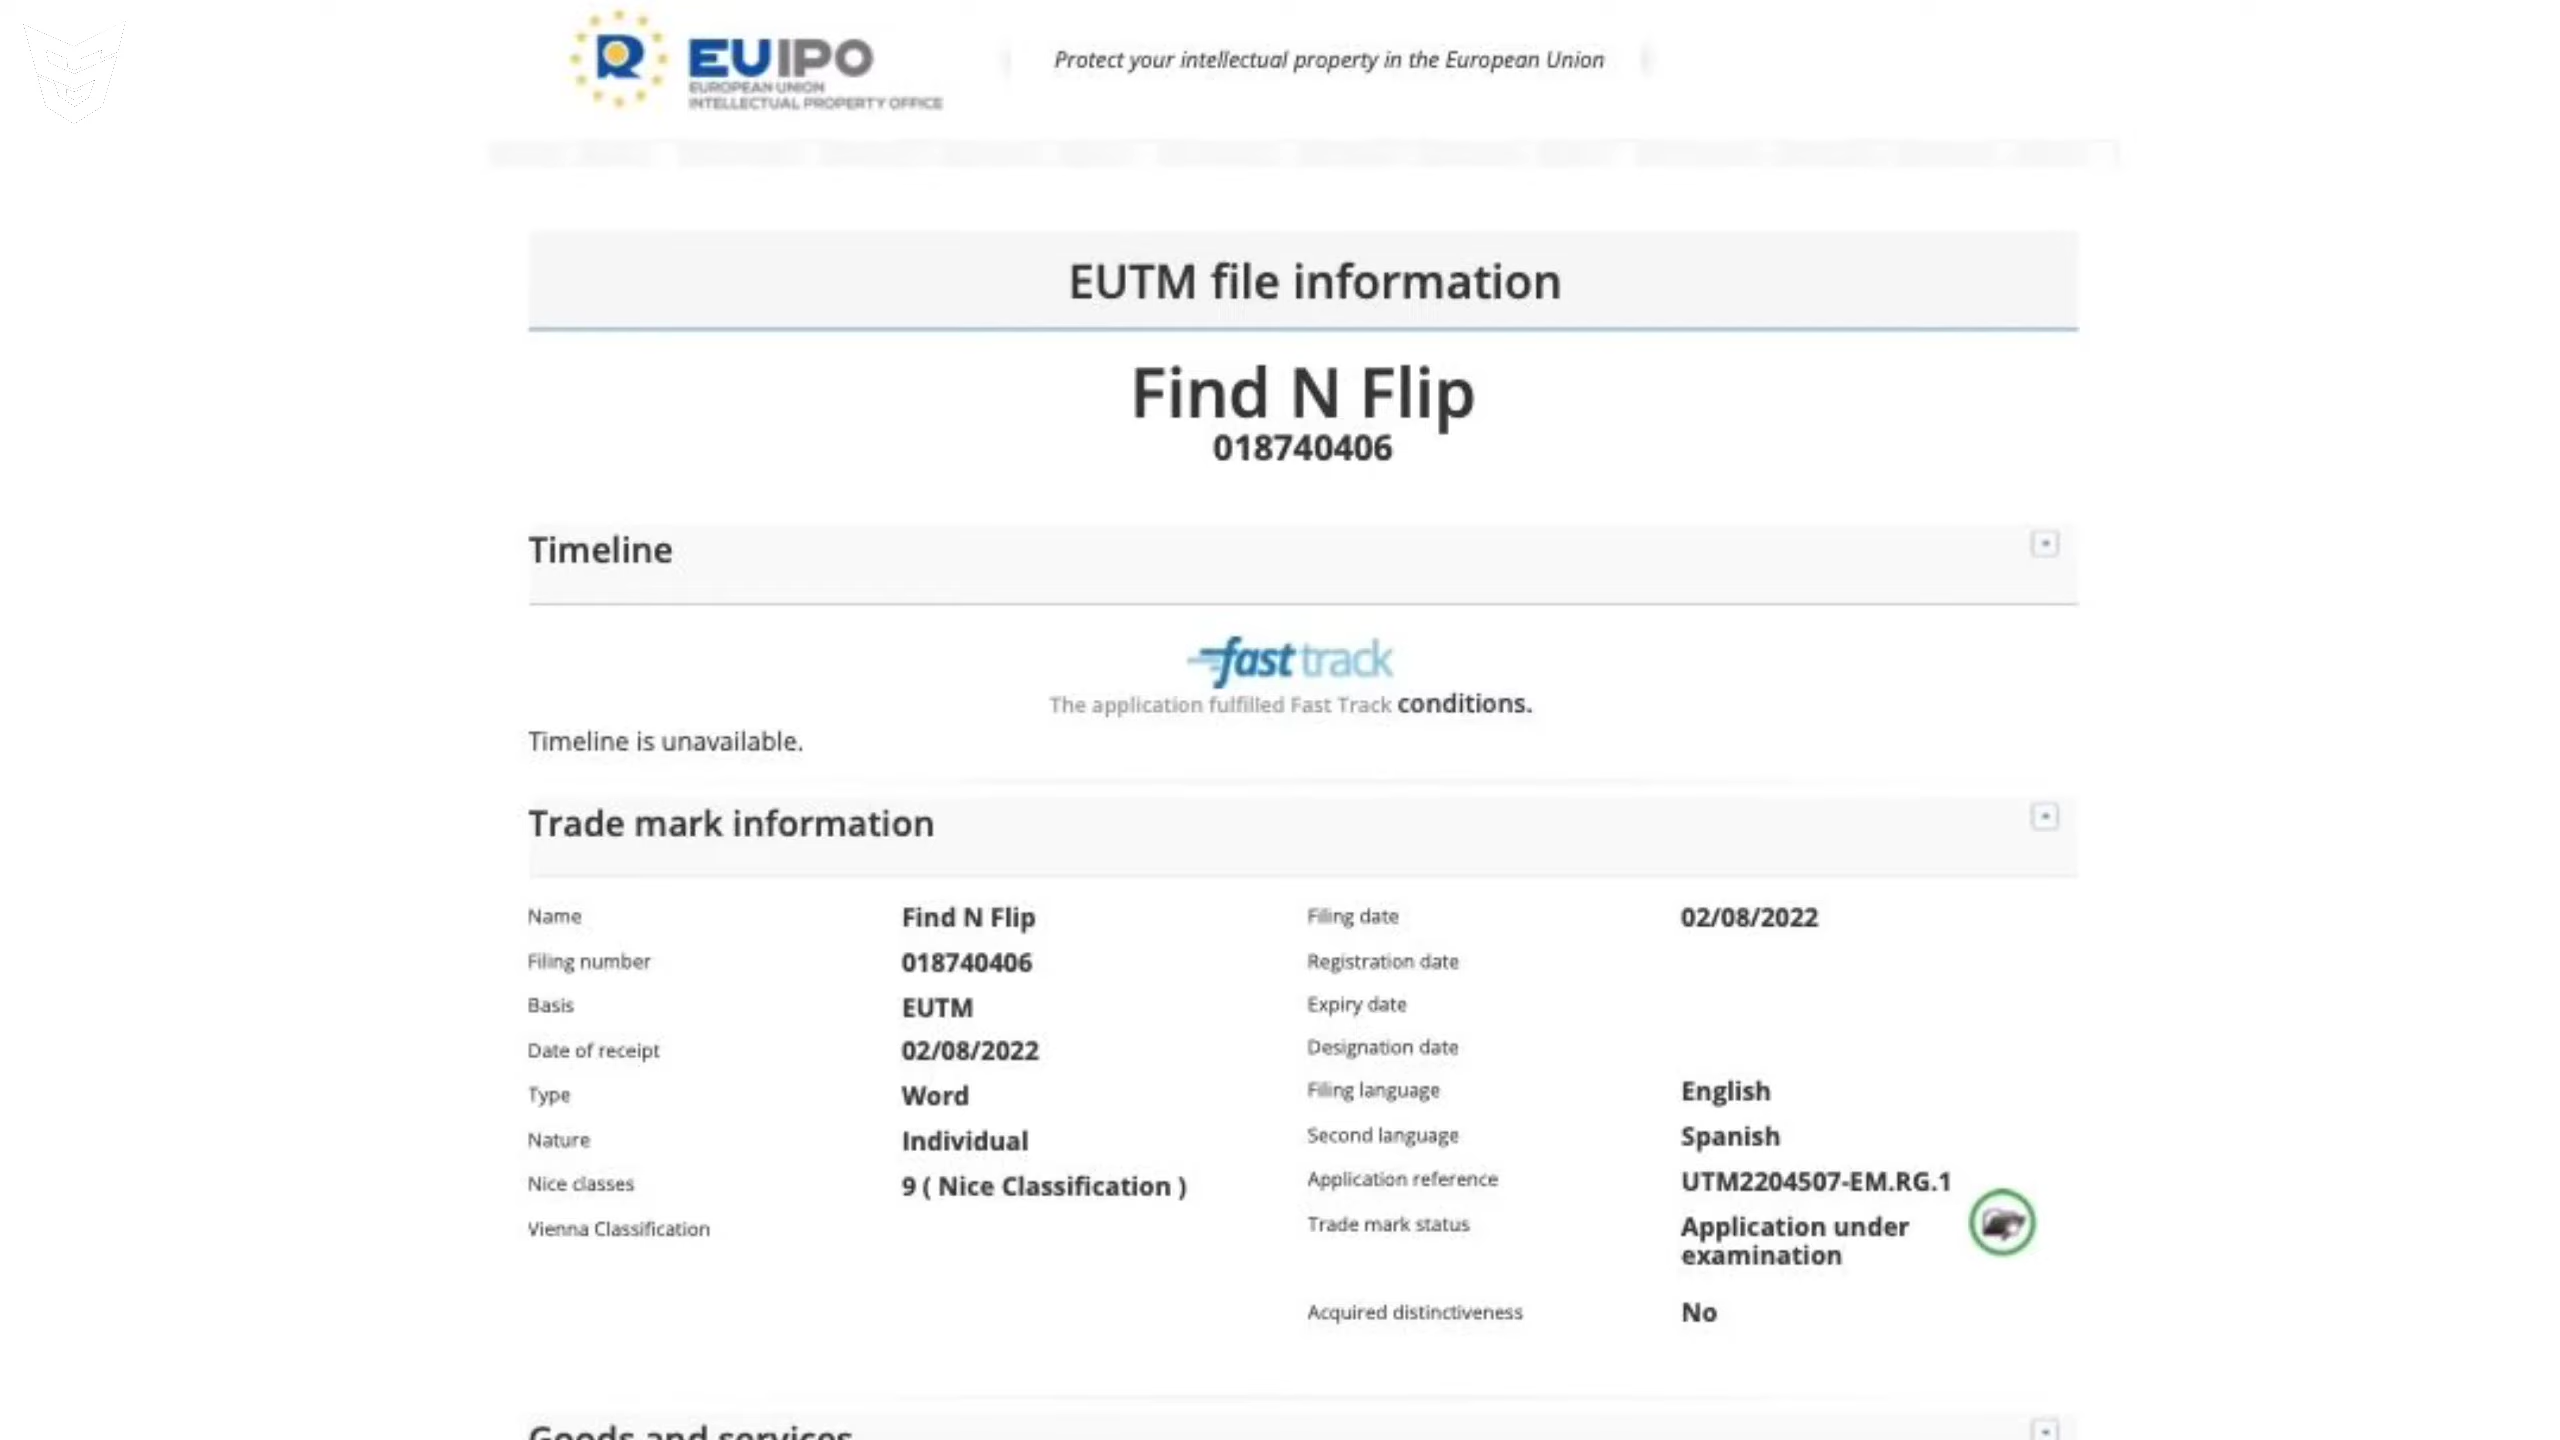 EUIPO
EUROPEAN UNION
INTELLECTUAL PROPERTY OFFICE
Protect your intellectual property in the European Union
EUTM file information
Find N Flip
018740406
Timeline
fast track
The application fulfilled Fast Track conditions.
Timeline is unavailable.
Trade mark information
Name Find N Flip
Filing number 018740406
Basis EUTM
Date of receipt 02/08/2022
Type Word
Nature Individual
Nice classes 9 ( Nice Classification )
Vienna Classification
Filing date 02/08/2022
Registration date
Expiry date
Designation date
Filing language English
Second language Spanish
Application reference UTM2204507-EM.RG.1
Trade mark status Application under
examination
Acquired distinctiveness No
Goods and services